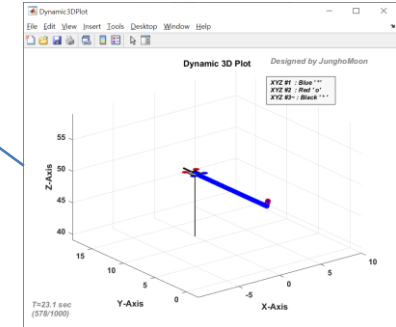 Dynamic3DPlot
File Edit View Insert Tools Desktop Window Help
Dynamic 3D Plot
Designed by JunghoMoon
XYZ #1 : Blue '*'
XYZ #2 : Red 'o'
XYZ #3~ : Black '*'
55
50
45
40
Z-Axis
15
10
5
0
Y-Axis
-5
0
5
10
X-Axis
T=23.1 sec
(578/1000)